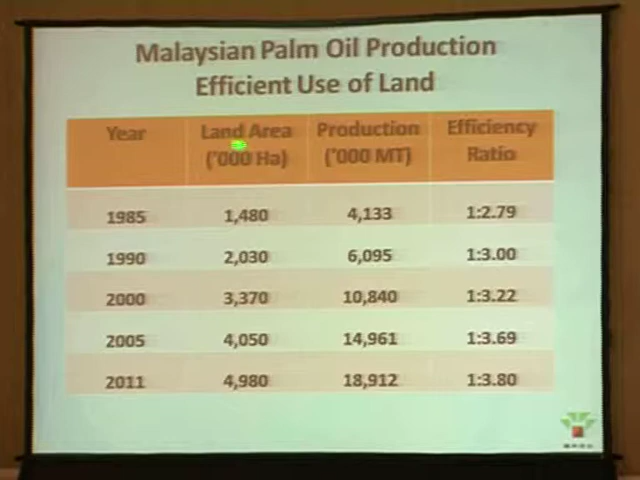 Malaysian Palm Oil Production
Efficient Use of Land
Year Land Area ('000 Ha) Production ('000 MT) Efficiency Ratio
1985 1,480 4,133 1:2.79
1990 2,030 6,095 1:3.00
2000 3,370 10,840 1:3.22
2005 4,050 14,961 1:3.69
2011 4,980 18,912 1:3.80